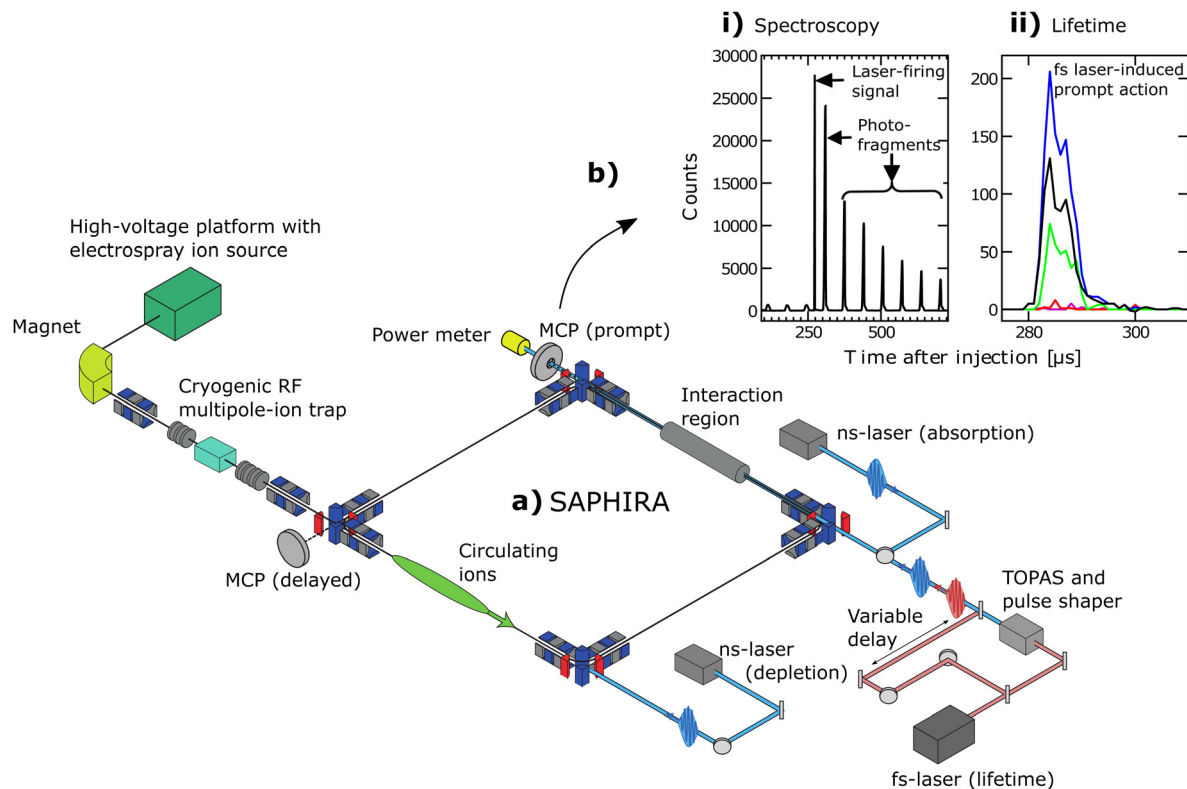 i) Spectroscopy
ii) Lifetime
30000
25000
20000
15000
10000
5000
0
Counts
Laser-firing
signal
Photo-
fragments
250
500
200
150
100
50
0
fs laser-induced
prompt action
280
300
Time after injection [µs]
b)
High-voltage platform with
electrospray ion source
Magnet
Cryogenic RF
multipole-ion trap
Power meter
MCP (prompt)
Interaction
region
ns-laser (absorption)
a) SAPHIRA
MCP (delayed)
Circulating
ions
ns-laser
(depletion)
TOPAS and
pulse shaper
Variable
delay
fs-laser (lifetime)